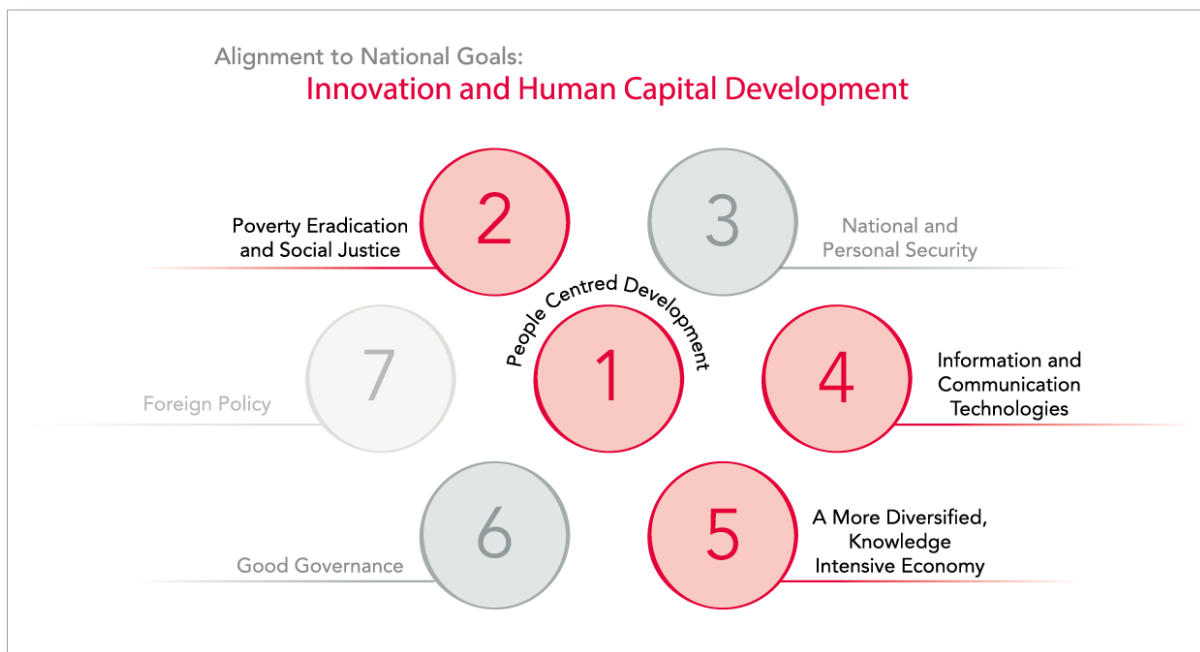 Alignment to National Goals:
Innovation and Human Capital Development
2
Poverty Eradication
and Social Justice
3
National and
Personal Security
People Centred Development
1
7
Foreign Policy
4
Information and
Communication
Technologies
6
Good Governance
5
A More Diversified,
Knowledge
Intensive Economy